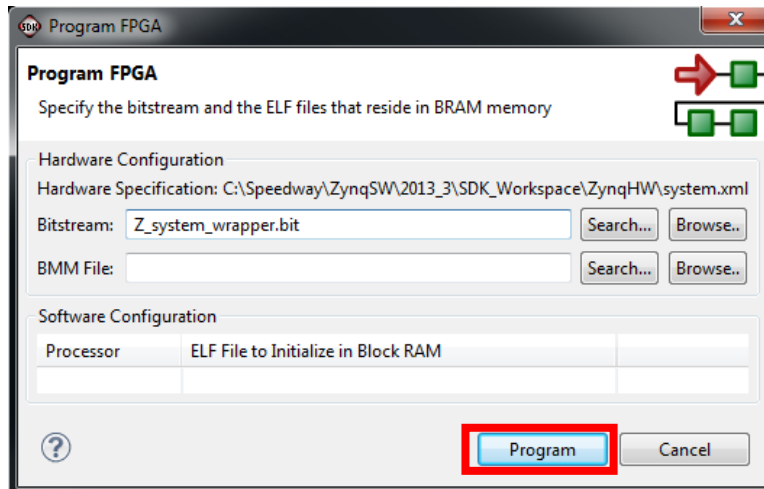 SDK Program FPGA
Program FPGA
Specify the bitstream and the ELF files that reside in BRAM memory
Hardware Configuration
Hardware Specification: C:\Speedway\ZynqSW\2013_3\SDK_Workspace\ZynqHW\system.xml
Bitstream: Z_system_wrapper.bit Search... Browse..
BMM File: Search... Browse..
Software Configuration
Processor ELF File to Initialize in Block RAM
? Program Cancel